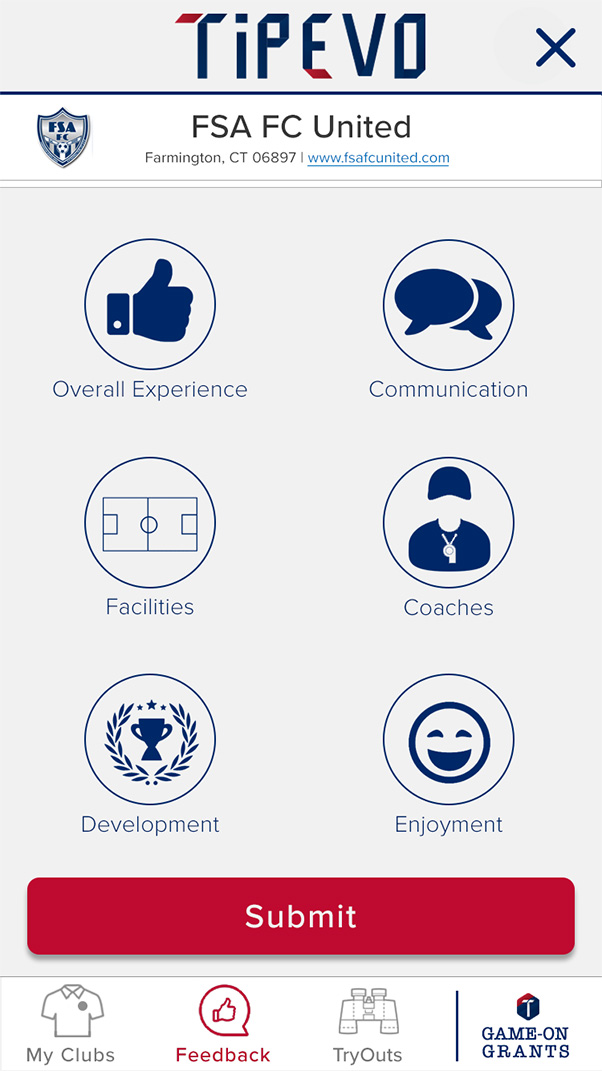 TiPEVO
FSA FC
FSA FC United
Farmington, CT 06897 | www.fsafcunited.com
Overall Experience
Communication
Facilities
Coaches
Development
Enjoyment
Submit
My Clubs
Feedback
TryOuts
GAME-ON
GRANTS